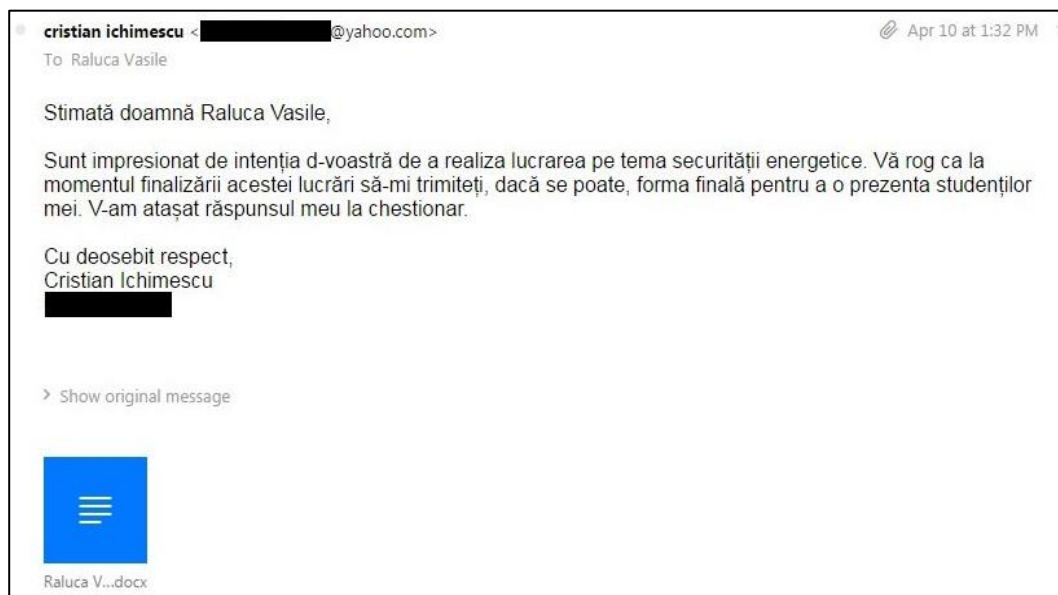 cristian ichimescu < @yahoo.com>
Apr 10 at 1:32 PM
To Raluca Vasile
Stimată doamnă Raluca Vasile,
Sunt impresionat de intenția d-voastră de a realiza lucrarea pe tema securității energetice. Vă rog ca la
momentul finalizării acestei lucrări să-mi trimiteți, dacă se poate, forma finală pentru a o prezenta studenților
mei. V-am atașat răspunsul meu la chestionar.
Cu deosebit respect,
Cristian Ichimescu
> Show original message
Raluca V...docx